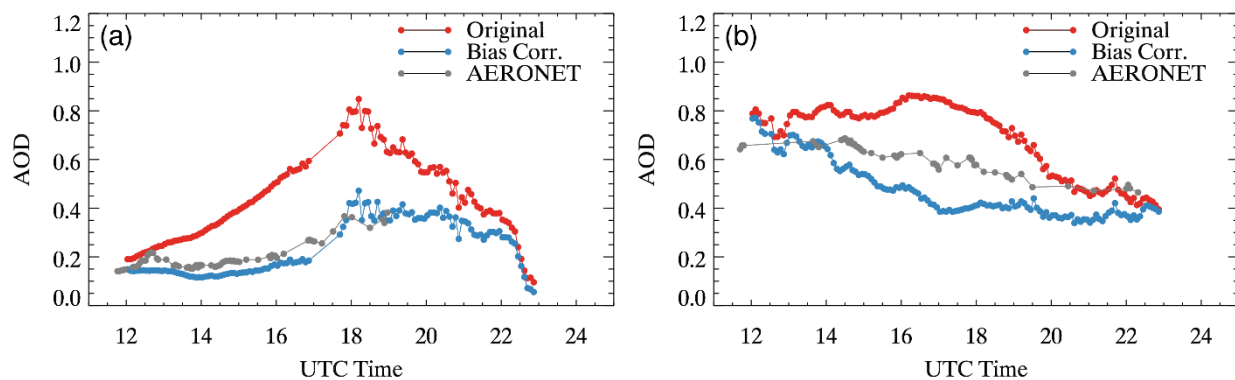 (a)
Original
Bias Corr.
AERONET
1.2
1.0
0.8
0.6
0.4
0.2
0.0
AOD
12 14 16 18 20 22 24
UTC Time
(b)
Original
Bias Corr.
AERONET
1.2
1.0
0.8
0.6
0.4
0.2
0.0
AOD
12 14 16 18 20 22 24
UTC Time